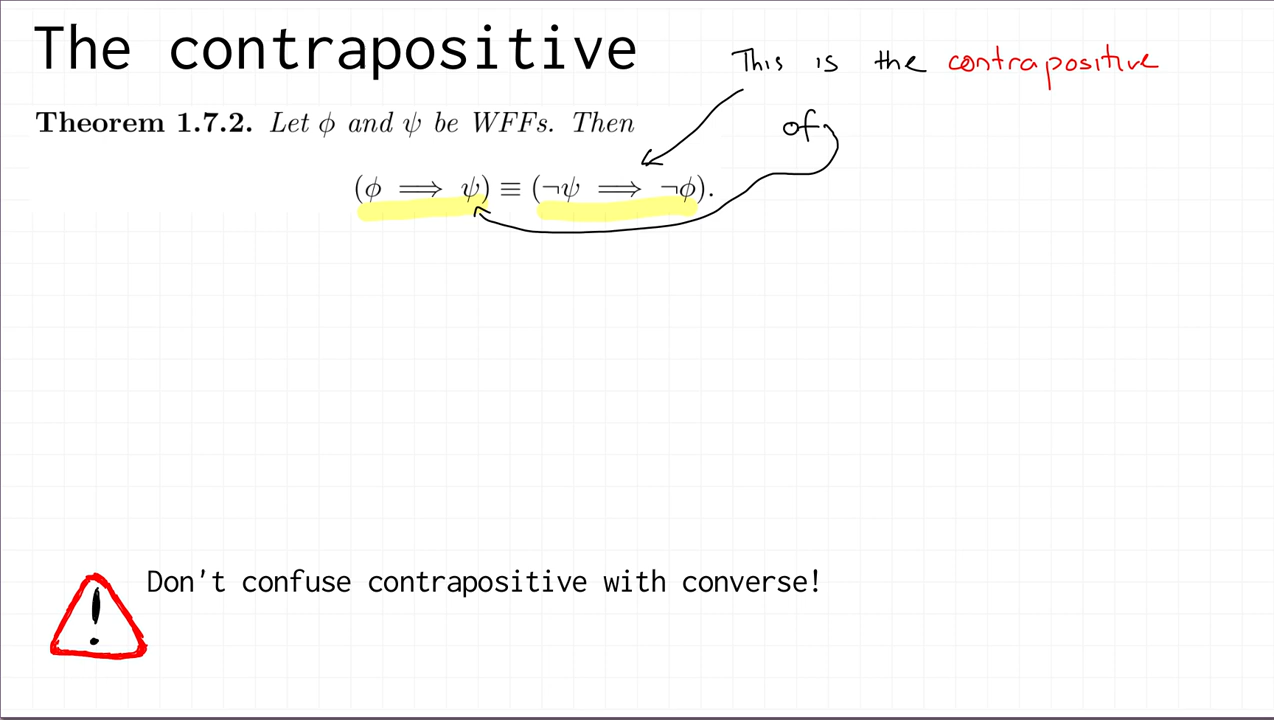 The contrapositive
This is the contrapositive
of
Theorem 1.7.2. Let ϕ and ψ be WFFs. Then
(ϕ ⟹ ψ) ≡ (¬ψ ⟹ ¬ϕ).
!
Don't confuse contrapositive with converse!